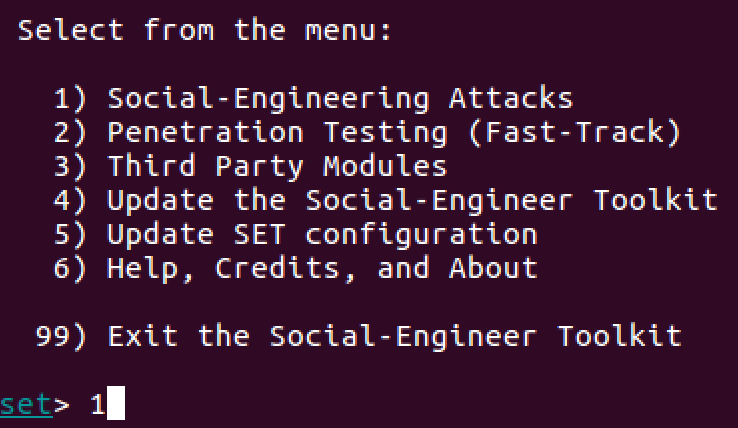 Select from the menu:
1) Social-Engineering Attacks
2) Penetration Testing (Fast-Track)
3) Third Party Modules
4) Update the Social-Engineer Toolkit
5) Update SET configuration
6) Help, Credits, and About
99) Exit the Social-Engineer Toolkit
set> 1